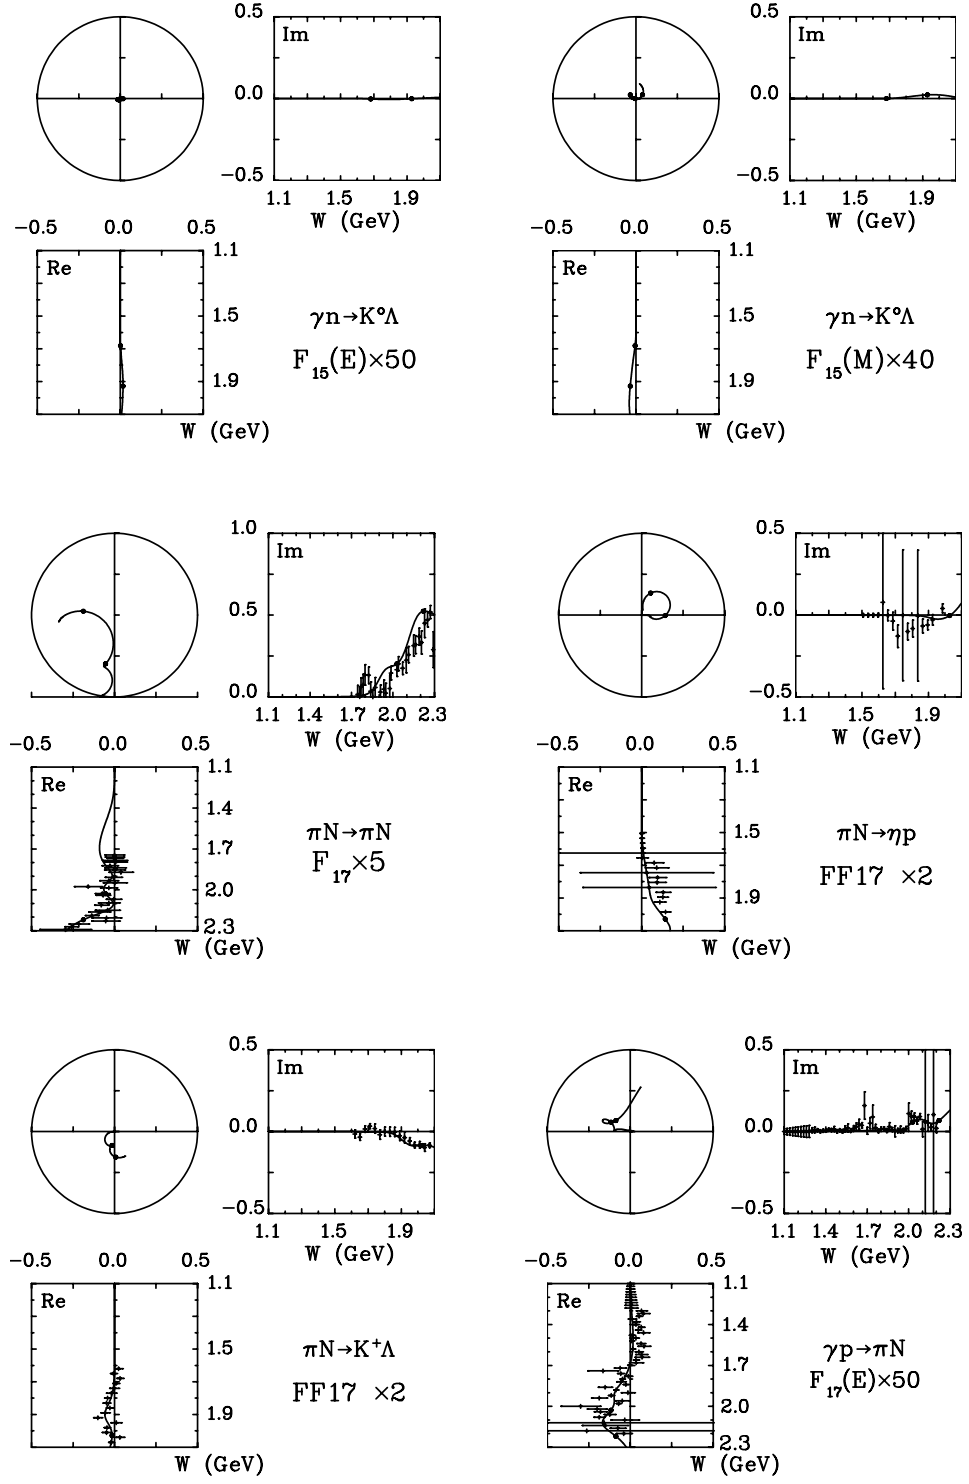 0.5
Im
0.0
−0.5
1.1 1.5 1.9
W (GeV)
−0.5 0.0 0.5
Re
1.1
1.5
1.9
W (GeV)
γn→K⁰Λ
F₁₅(E)×50
0.5
Im
0.0
−0.5
1.1 1.5 1.9
W (GeV)
−0.5 0.0 0.5
Re
1.1
1.5
1.9
W (GeV)
γn→K⁰Λ
F₁₅(M)×40
1.0
Im
0.5
0.0
1.1 1.4 1.7 2.0 2.3
W (GeV)
−0.5 0.0 0.5
Re
1.1
1.4
1.7
2.0
2.3
W (GeV)
πN→πN
F₁₇×5
0.5
Im
0.0
−0.5
1.1 1.5 1.9
W (GeV)
−0.5 0.0 0.5
Re
1.1
1.5
1.9
W (GeV)
πN→ηp
FF17 ×2
0.5
Im
0.0
−0.5
1.1 1.5 1.9
W (GeV)
−0.5 0.0 0.5
Re
1.1
1.5
1.9
W (GeV)
πN→K⁺Λ
FF17 ×2
0.5
Im
0.0
−0.5
1.1 1.4 1.7 2.0 2.3
W (GeV)
−0.5 0.0 0.5
Re
1.1
1.4
1.7
2.0
2.3
W (GeV)
γp→πN
F₁₇(E)×50